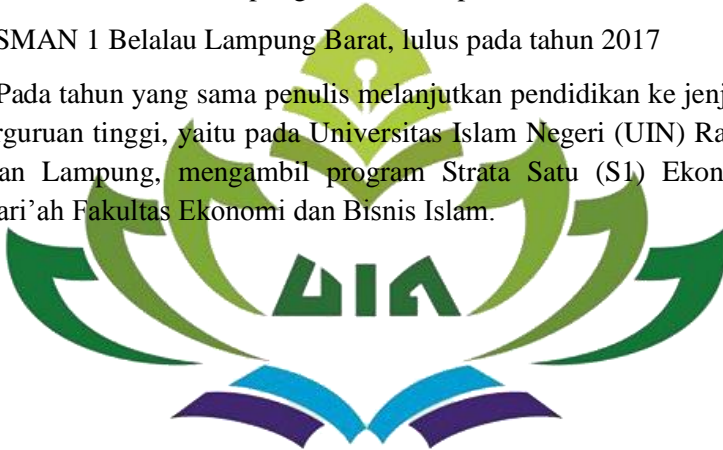 SMAN 1 Belalau Lampung Barat, lulus pada tahun 2017
Pada tahun yang sama penulis melanjutkan pendidikan ke jenj
rguruan tinggi, yaitu pada Universitas Islam Negeri (UIN) Ra
an Lampung, mengambil program Strata Satu (S1) Ekon
ari’ah Fakultas Ekonomi dan Bisnis Islam.
UIN